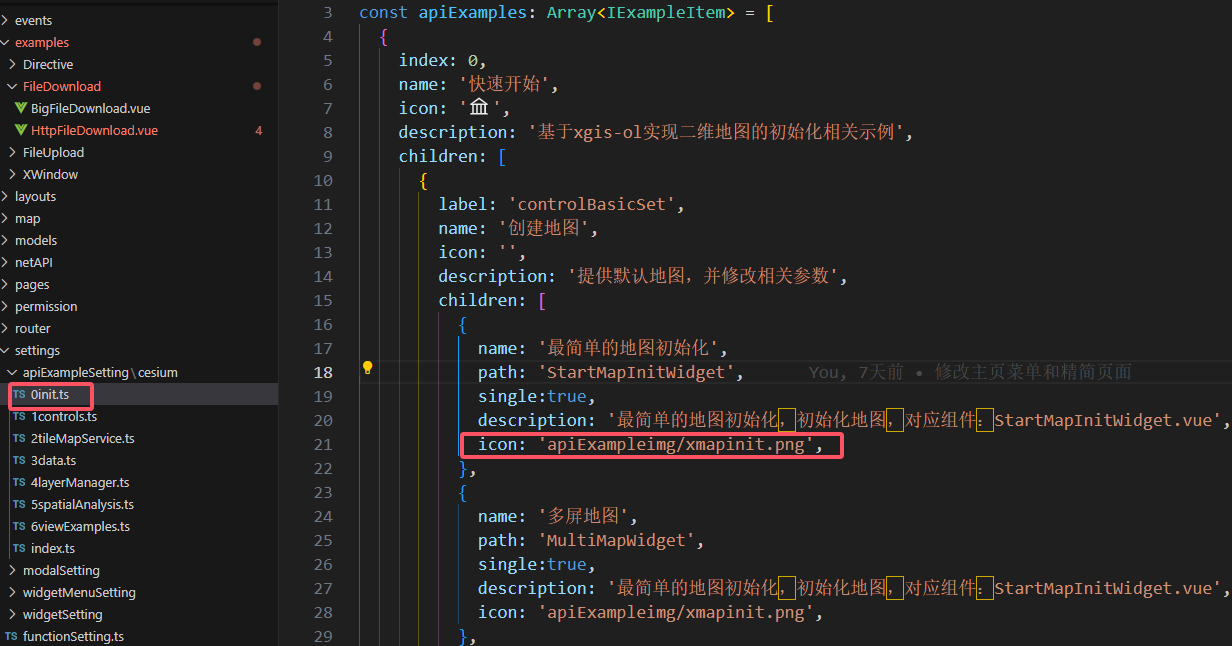 events
examples
Directive
FileDownload
BigFileDownload.vue
HttpFileDownload.vue 4
FileUpload
XWindow
layouts
map
models
netAPI
pages
permission
router
settings
apiExampleSetting\cesium
TS 0init.ts
TS 1controls.ts
TS 2tileMapService.ts
TS 3data.ts
TS 4layerManager.ts
TS 5spatialAnalysis.ts
TS 6viewExamples.ts
TS index.ts
modalSetting
widgetMenuSetting
widgetSetting
TS functionSetting.ts
3 const apiExamples: Array<IExampleItem> = [
4 {
5 index: 0,
6 name: '快速开始',
7 icon: '🏛',
8 description: '基于xgis-ol实现二维地图的初始化相关示例',
9 children: [
10 {
11 label: 'controlBasicSet',
12 name: '创建地图',
13 icon: '',
14 description: '提供默认地图，并修改相关参数',
15 children: [
16 {
17 name: '最简单的地图初始化',
18 path: 'StartMapInitWidget', You, 7天前 • 修改主页菜单和精简页面
19 single:true,
20 description: '最简单的地图初始化，初始化地图，对应组件：StartMapInitWidget.vue',
21 icon: 'apiExampleimg/xmapinit.png',
22 },
23 {
24 name: '多屏地图',
25 path: 'MultiMapWidget',
26 single:true,
27 description: '最简单的地图初始化，初始化地图，对应组件：StartMapInitWidget.vue',
28 icon: 'apiExampleimg/xmapinit.png',
29 },